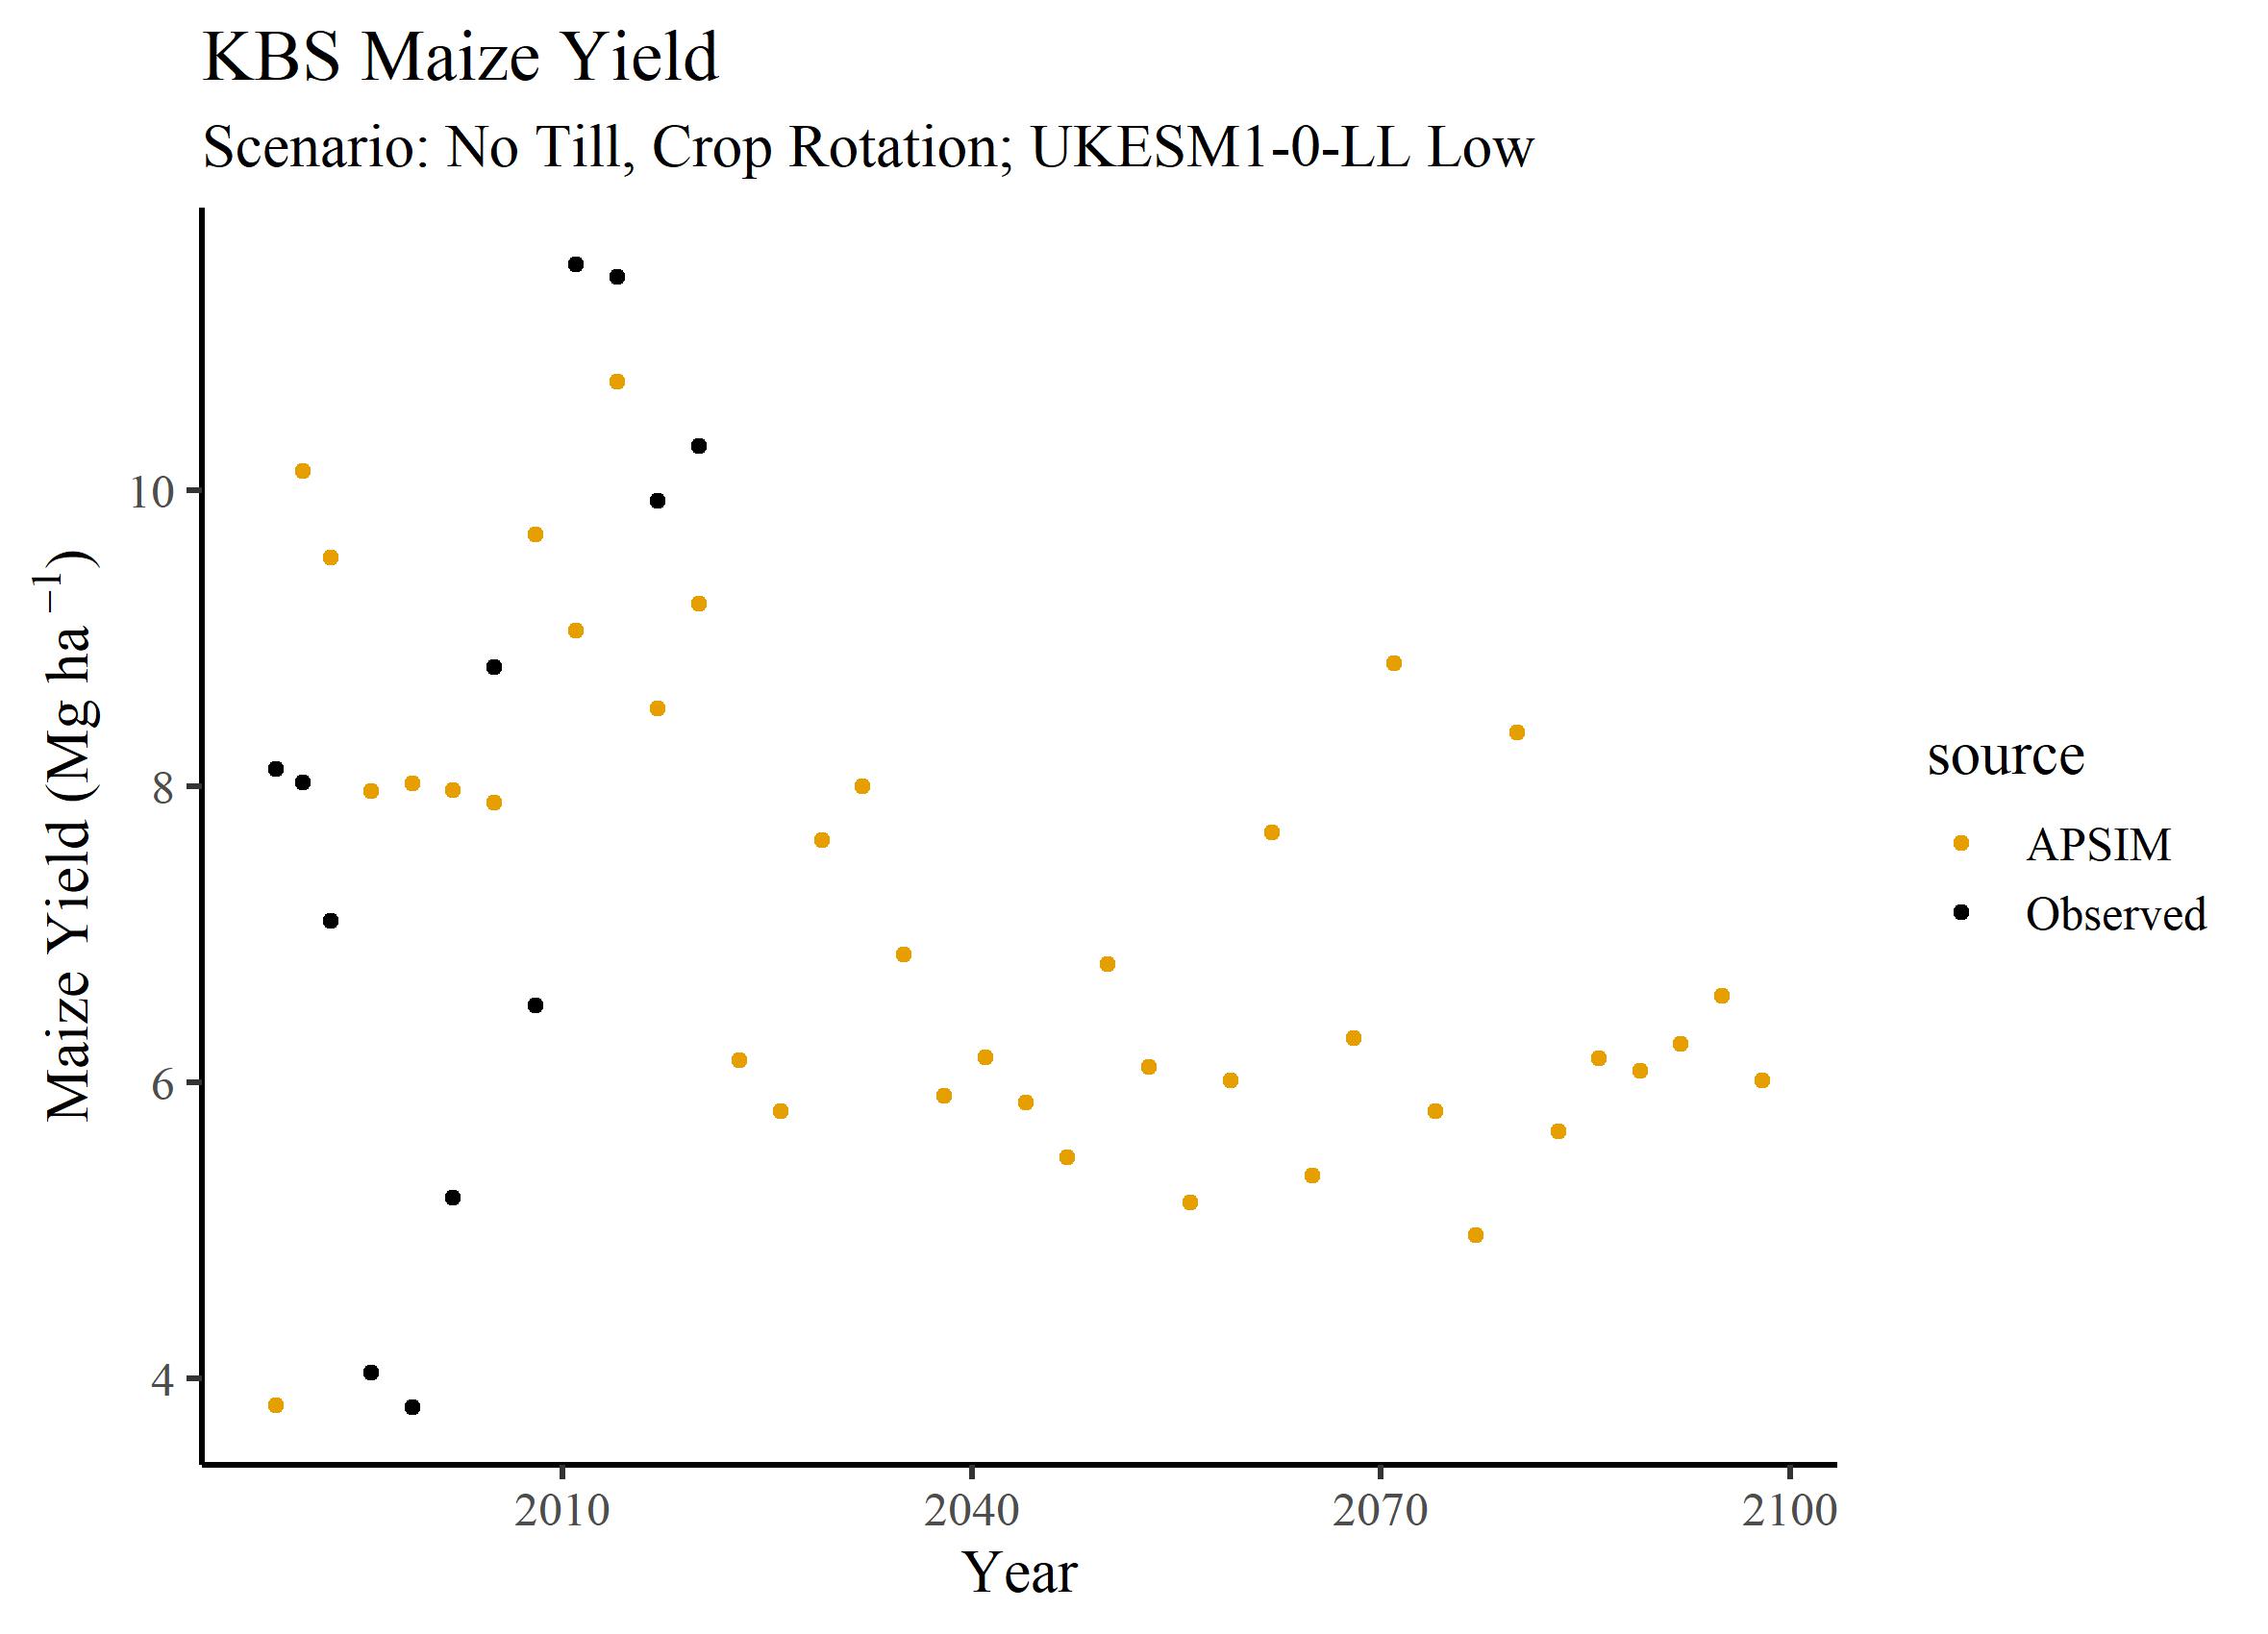 KBS Maize Yield
Scenario: No Till, Crop Rotation; UKESM1-0-LL Low
Maize Yield (Mg ha ⁻¹)
10
8
6
4
2010
2040
2070
2100
Year
source
APSIM
Observed